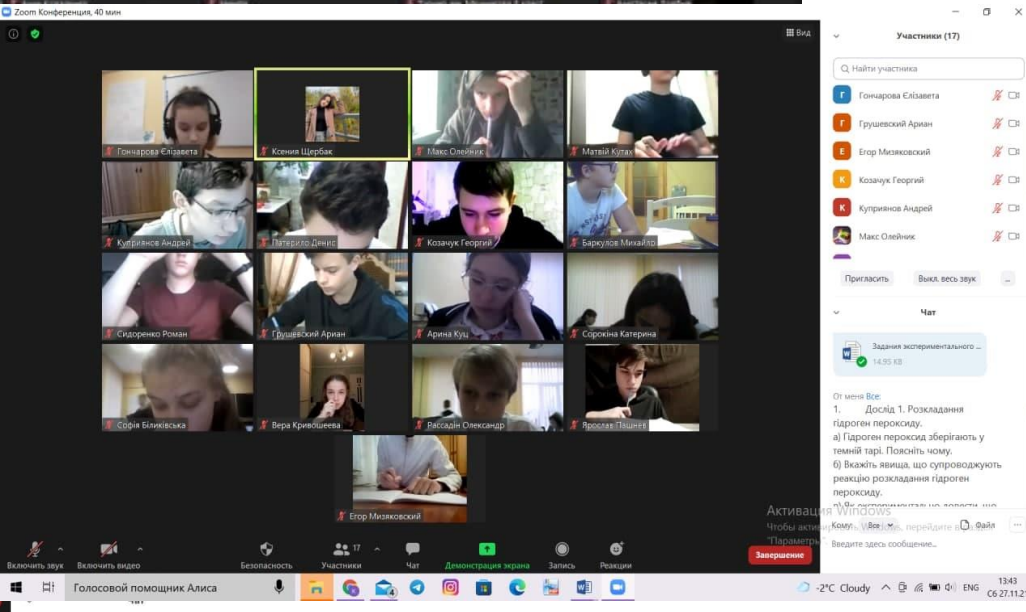 Zoom Конференция, 40 мин
Вид
Гончарова Єлізавета
Ксения Щербак
Макс Олейник
Матвій Кутах
Куприянов Андрей
Патерило Денис
Козачук Георгий
Баркулов Михайло
Сидоренко Роман
Грушевский Ариан
Арина Куц
Сорокіна Катерина
Софія Біликівська
Вера Кривошеева
Рассадін Олександр
Ярослав Пашнев
Егор Мизяковский
Участники (17)
Найти участника
Г Гончарова Єлізавета
Г Грушевский Ариан
Е Егор Мизяковский
К Козачук Георгий
К Куприянов Андрей
Макс Олейник
Пригласить Выкл. весь звук ...
Чат
Задания экспериментального ...
14.95 KB
От меня Все:
1. Дослід 1. Розкладання
гідроген пероксиду.
а) Гідроген пероксид зберігають у
темній тарі. Поясніть чому.
б) Вкажіть явища, що супроводжують
реакцію розкладання гідроген
пероксиду.
Активация Windows
Чтобы активировать Windows, перейдите в
"Параметры
Кому: Все Файл ...
Введите здесь сообщение...
Включить звук Включить видео Безопасность Участники 17 Чат Демонстрация экрана Запись Реакции Завершение
Голосовой помощник Алиса 4 -2°C Cloudy ENG 13:43
Сб 27.11.2